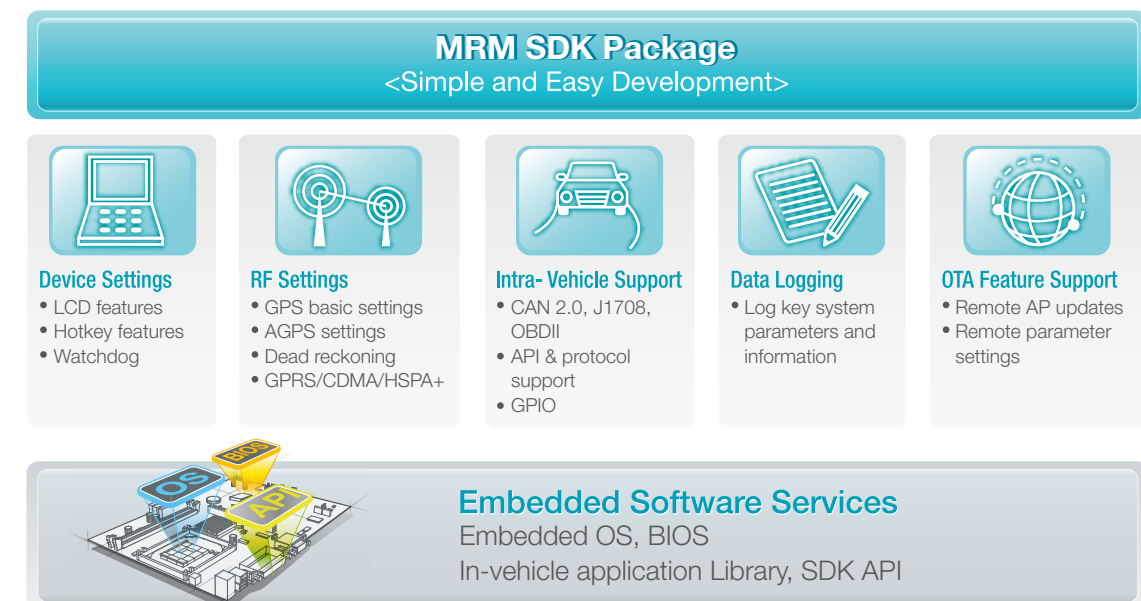 MRM SDK Package
<Simple and Easy Development>
Device Settings
• LCD features
• Hotkey features
• Watchdog
RF Settings
• GPS basic settings
• AGPS settings
• Dead reckoning
• GPRS/CDMA/HSPA+
Intra- Vehicle Support
• CAN 2.0, J1708,
OBDII
• API & protocol
support
• GPIO
Data Logging
• Log key system
parameters and
information
OTA Feature Support
• Remote AP updates
• Remote parameter
settings
BIOS
OS
API
Embedded Software Services
Embedded OS, BIOS
In-vehicle application Library, SDK API